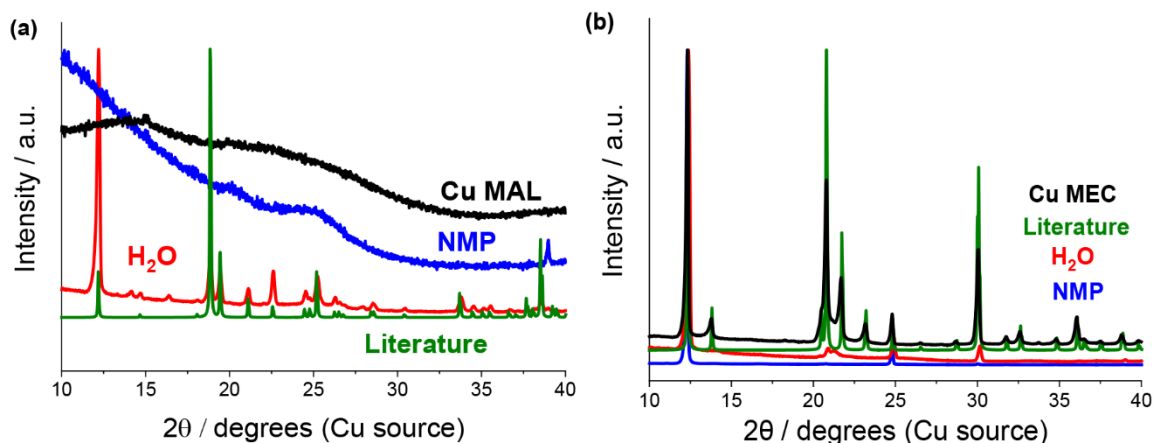 (a)
Intensity / a.u.
Cu MAL
NMP
H₂O
Literature
10 15 20 25 30 35 40
2θ / degrees (Cu source)
(b)
Intensity / a.u.
Cu MEC
Literature
H₂O
NMP
10 15 20 25 30 35 40
2θ / degrees (Cu source)